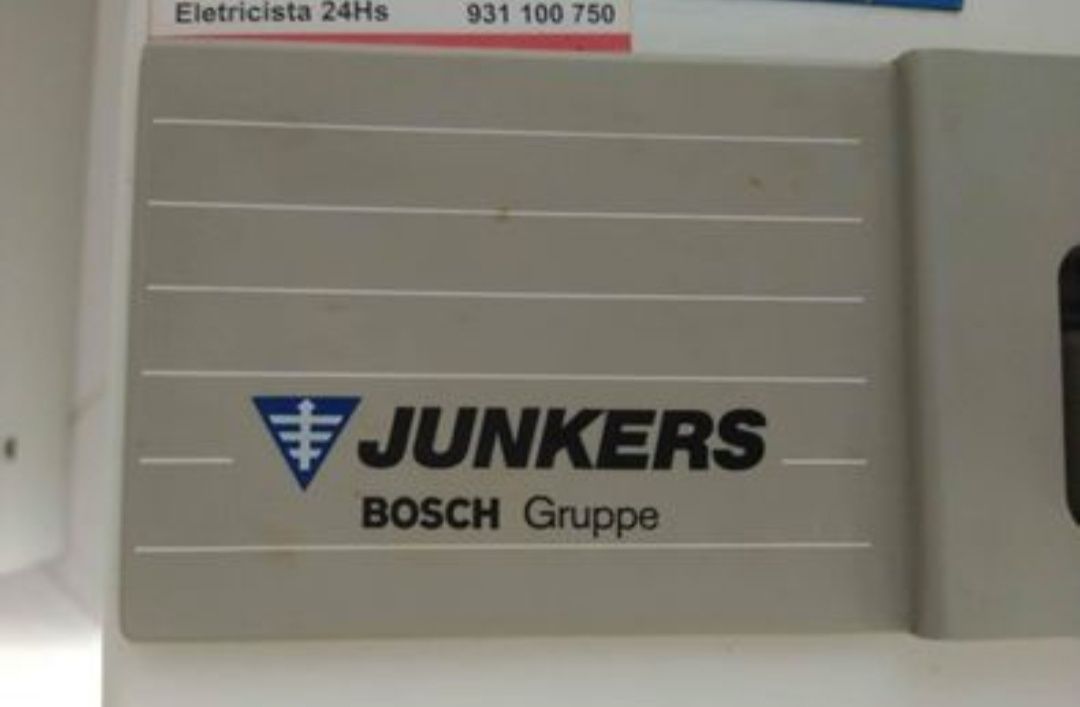 Eletricista 24Hs 931 100 750
JUNKERS
BOSCH Gruppe